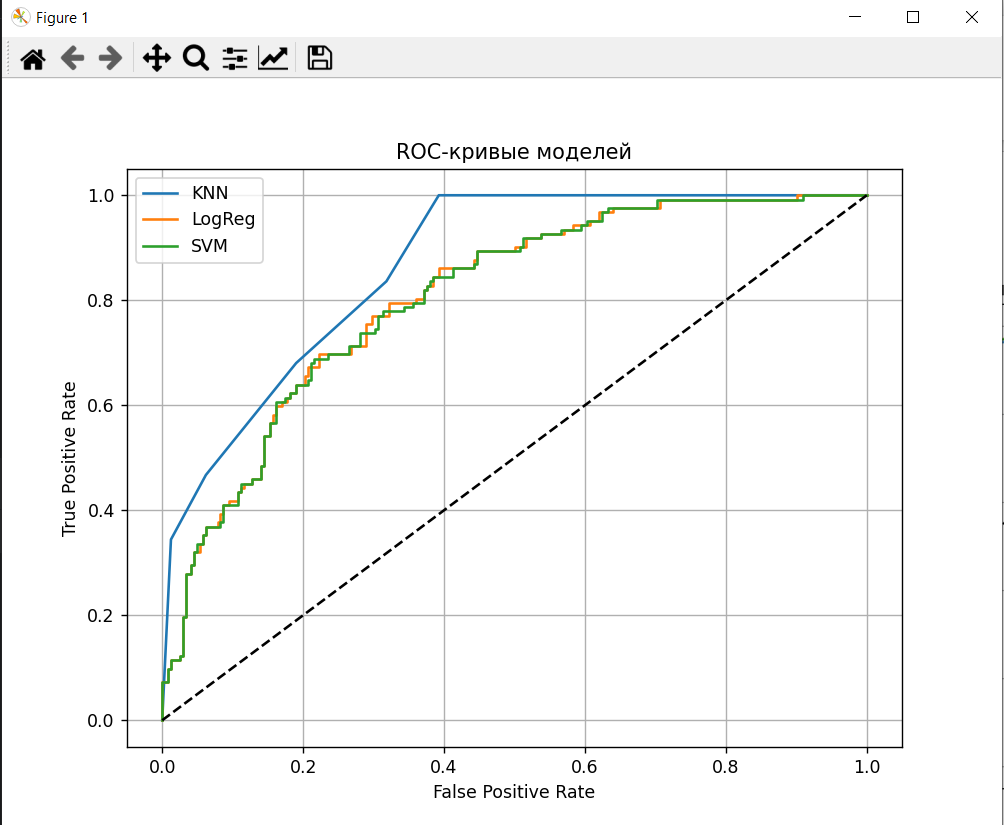 Figure 1
ROC-кривые моделей
KNN
LogReg
SVM
1.0
0.8
0.6
0.4
0.2
0.0
True Positive Rate
0.0 0.2 0.4 0.6 0.8 1.0
False Positive Rate